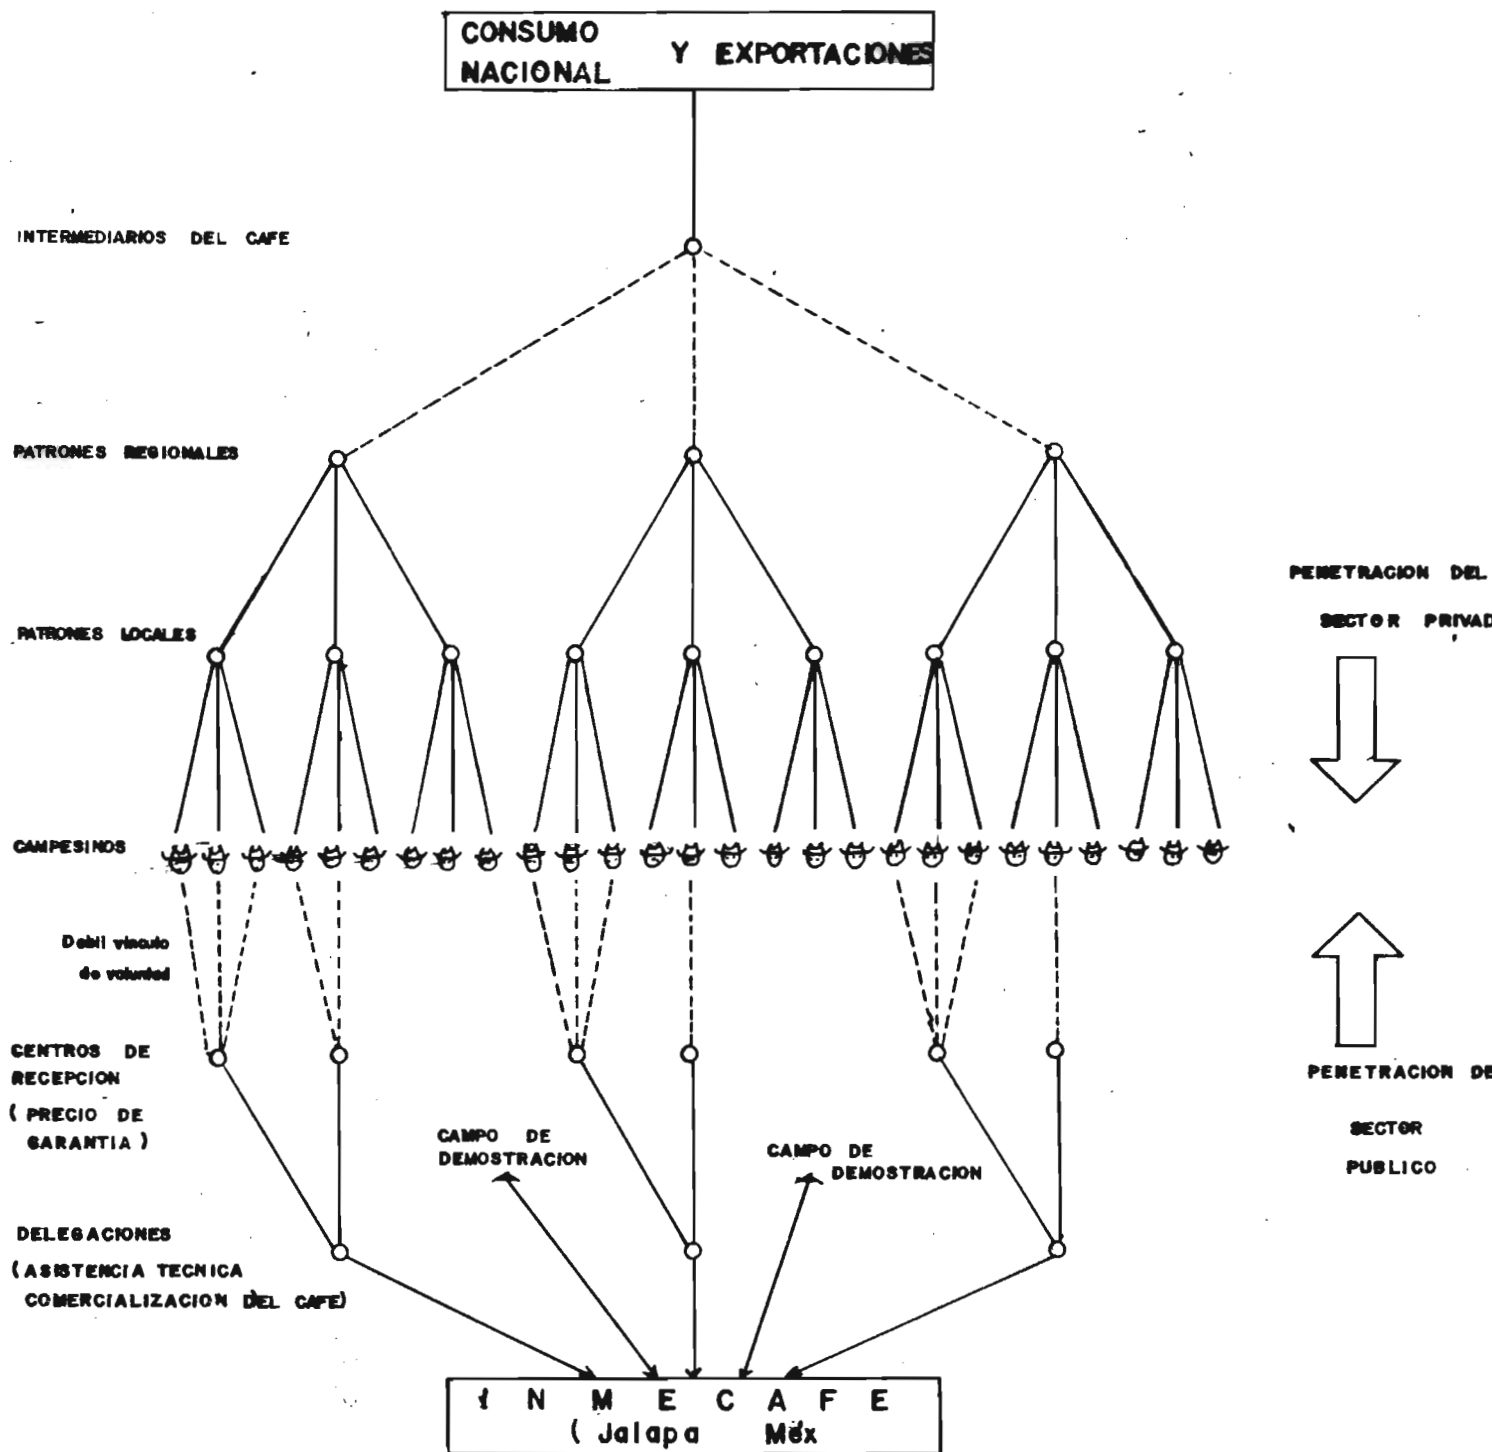 CONSUMO
NACIONAL Y EXPORTACIONES
INTERMEDIARIOS DEL CAFE
PATRONES REGIONALES
PENETRACION DEL
SECTOR PRIVAD
PATRONES LOCALES
CAMPESINOS
Debil vinculo
de voluntad
CENTROS DE
RECEPCION
( PRECIO DE
GARANTIA )
PENETRACION DE
SECTOR
PUBLICO
CAMPO DE
DEMOSTRACION
CAMPO DE
DEMOSTRACION
DELEGACIONES
( ASISTENCIA TECNICA
COMERCIALIZACION DEL CAFE)
I N M E C A F E
( Jalapa Méx